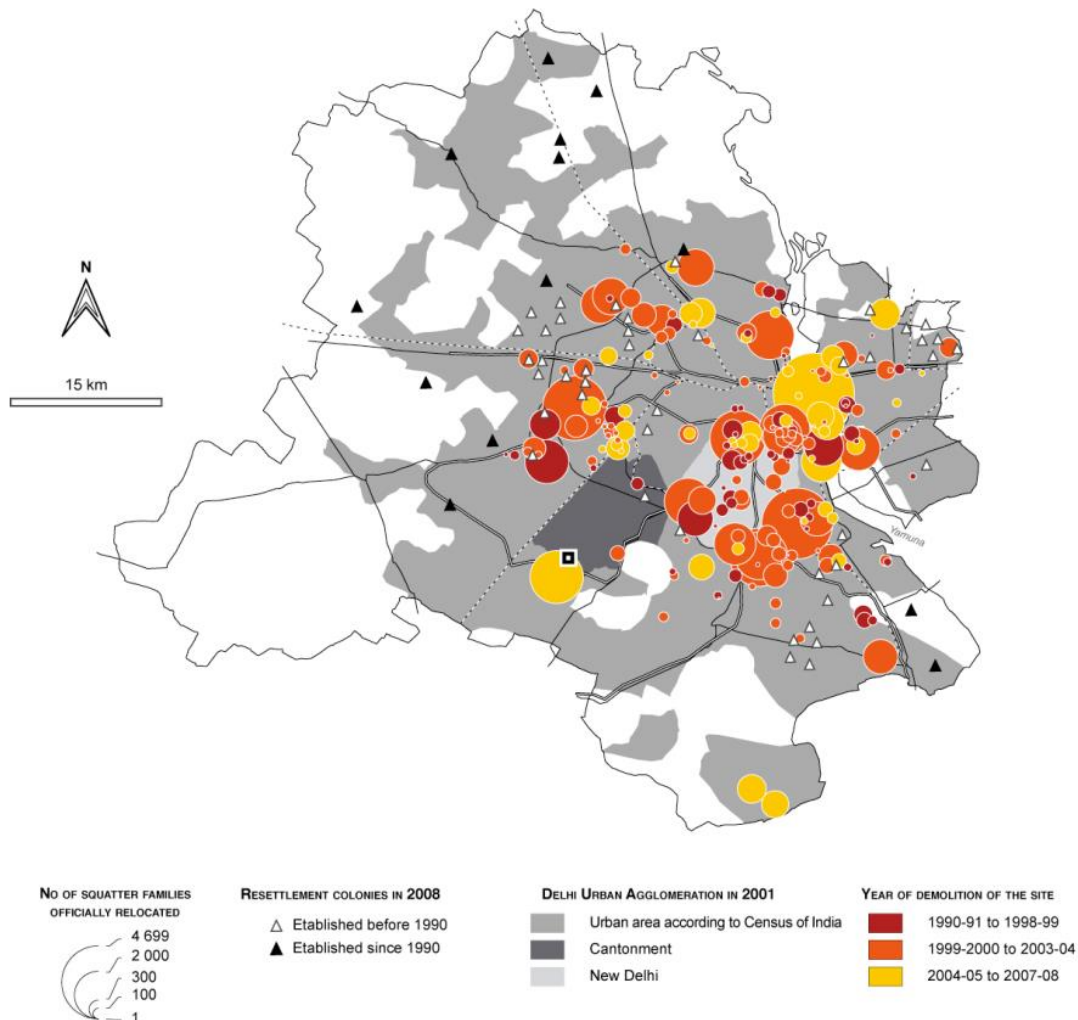 N
15 km
Yamuna
NO OF SQUATTER FAMILIES
OFFICIALLY RELOCATED
4 699
2 000
300
100
1
RESETTLEMENT COLONIES IN 2008
Etablished before 1990
Etablished since 1990
DELHI URBAN AGGLOMERATION IN 2001
Urban area according to Census of India
Cantonment
New Delhi
YEAR OF DEMOLITION OF THE SITE
1990-91 to 1998-99
1999-2000 to 2003-04
2004-05 to 2007-08